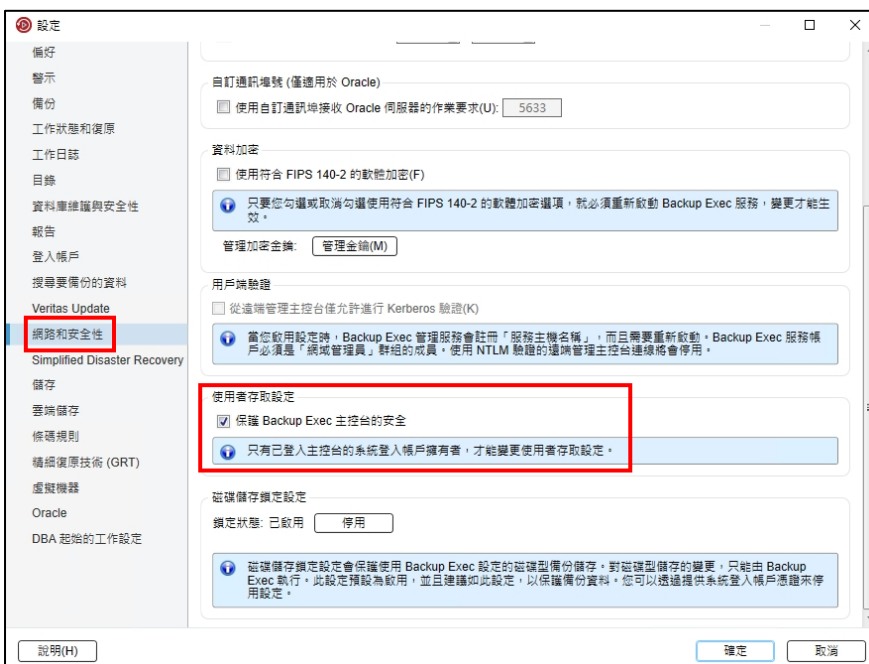 設定
偏好
警示
備份
工作狀態和復原
工作日誌
目錄
資料庫維護與安全性
報告
登入帳戶
搜尋要備份的資料
Veritas Update
網路和安全性
Simplified Disaster Recovery
儲存
雲端儲存
條碼規則
精細復原技術 (GRT)
虛擬機器
Oracle
DBA 起始的工作設定
自訂通訊埠號 (僅適用於 Oracle)
使用自訂通訊埠接收 Oracle 伺服器的作業要求(U): 5633
資料加密
使用符合 FIPS 140-2 的軟體加密(F)
只要您勾選或取消勾選使用符合 FIPS 140-2 的軟體加密選項，就必須重新啟動 Backup Exec 服務，變更才能生
效。
管理加密金鑰: 管理金鑰(M)
用戶端驗證
從遠端管理主控台僅允許進行 Kerberos 驗證(K)
當您啟用設定時，Backup Exec 管理服務會註冊「服務主機名稱」，而且需要重新啟動。Backup Exec 服務帳
戶必須是「網域管理員」群組的成員。使用 NTLM 驗證的遠端管理主控台連線將會停用。
使用者存取設定
保護 Backup Exec 主控台的安全
只有已登入主控台的系統登入帳戶擁有者，才能變更使用者存取設定。
磁碟儲存鎖定設定
鎖定狀態: 已啟用 停用
磁碟儲存鎖定設定會保護使用 Backup Exec 設定的磁碟型備份儲存。對磁碟型儲存的變更，只能由 Backup
Exec 執行。此設定預設為啟用，並且建議如此設定，以保護備份資料。您可以透過提供系統登入帳戶憑證來停
用設定。
說明(H)
確定
取消